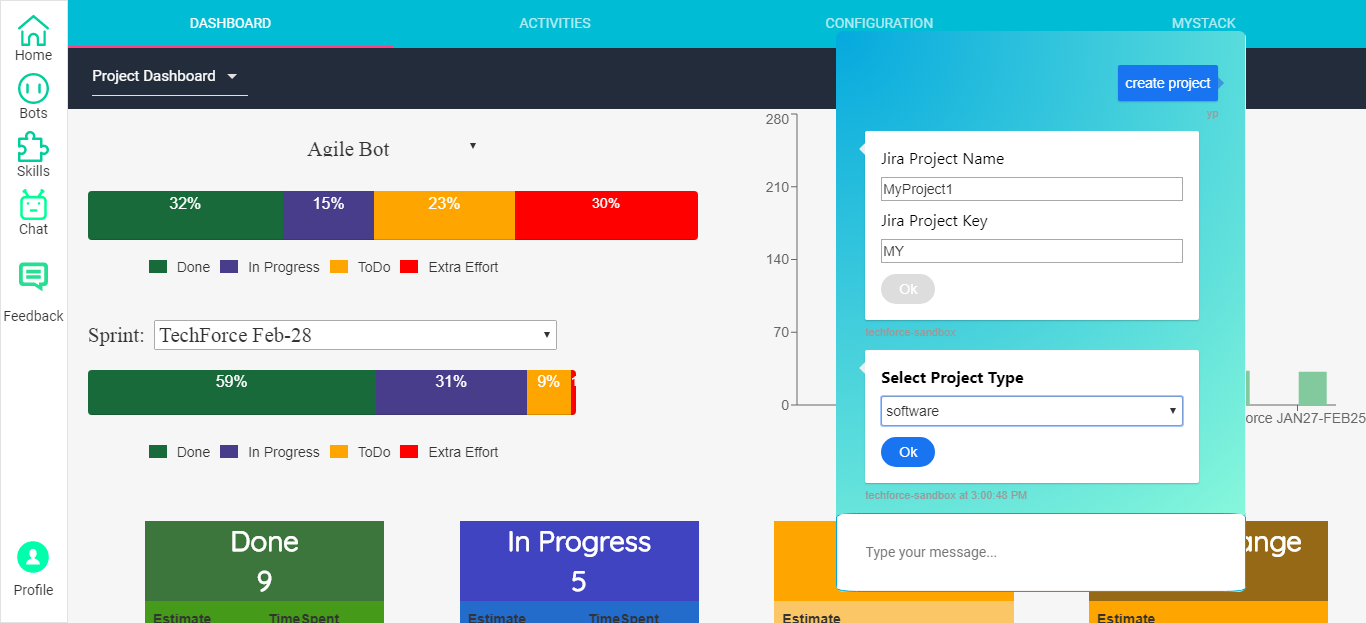 DASHBOARD
ACTIVITIES
CONFIGURATION
MYSTACK
Home
Bots
Skills
Chat
Feedback
Profile
Project Dashboard
Agile Bot
32%
15%
23%
30%
Done
In Progress
ToDo
Extra Effort
Sprint:
TechForce Feb-28
59%
31%
9%
Done
In Progress
ToDo
Extra Effort
280
210
140
70
0
orce JAN27-FEB25
Done
9
Estimate
TimeSpent
In Progress
5
Estimate
TimeSpent
Estimate
ange
Estimate
create project
yp
Jira Project Name
MyProject1
Jira Project Key
MY
Ok
techforce-sandbox
Select Project Type
software
Ok
techforce-sandbox at 3:00:48 PM
Type your message...